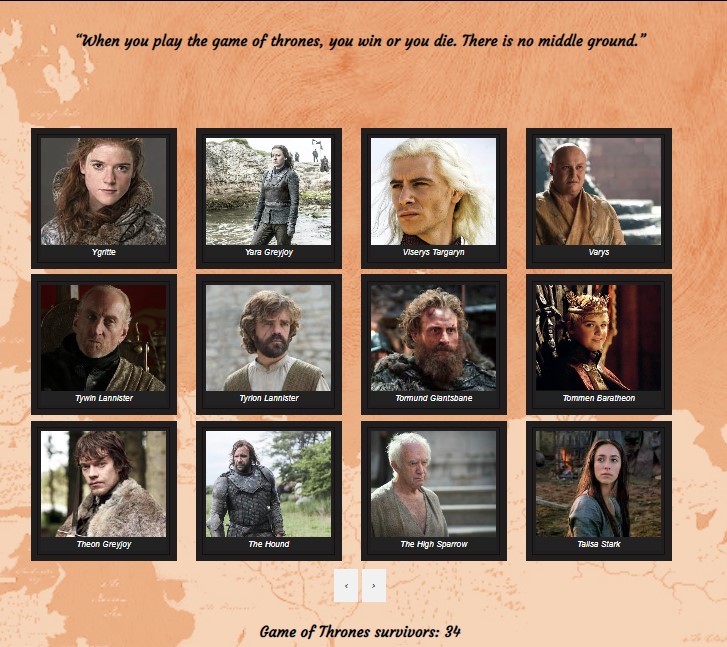 “When you play the game of thrones, you win or you die. There is no middle ground.”
Ygritte
Yara Greyjoy
Viserys Targaryn
Varys
Tywin Lannister
Tyrion Lannister
Tormund Giantsbane
Tommen Baratheon
Theon Greyjoy
The Hound
The High Sparrow
Talisa Stark
‹ ›
Game of Thrones survivors: 34